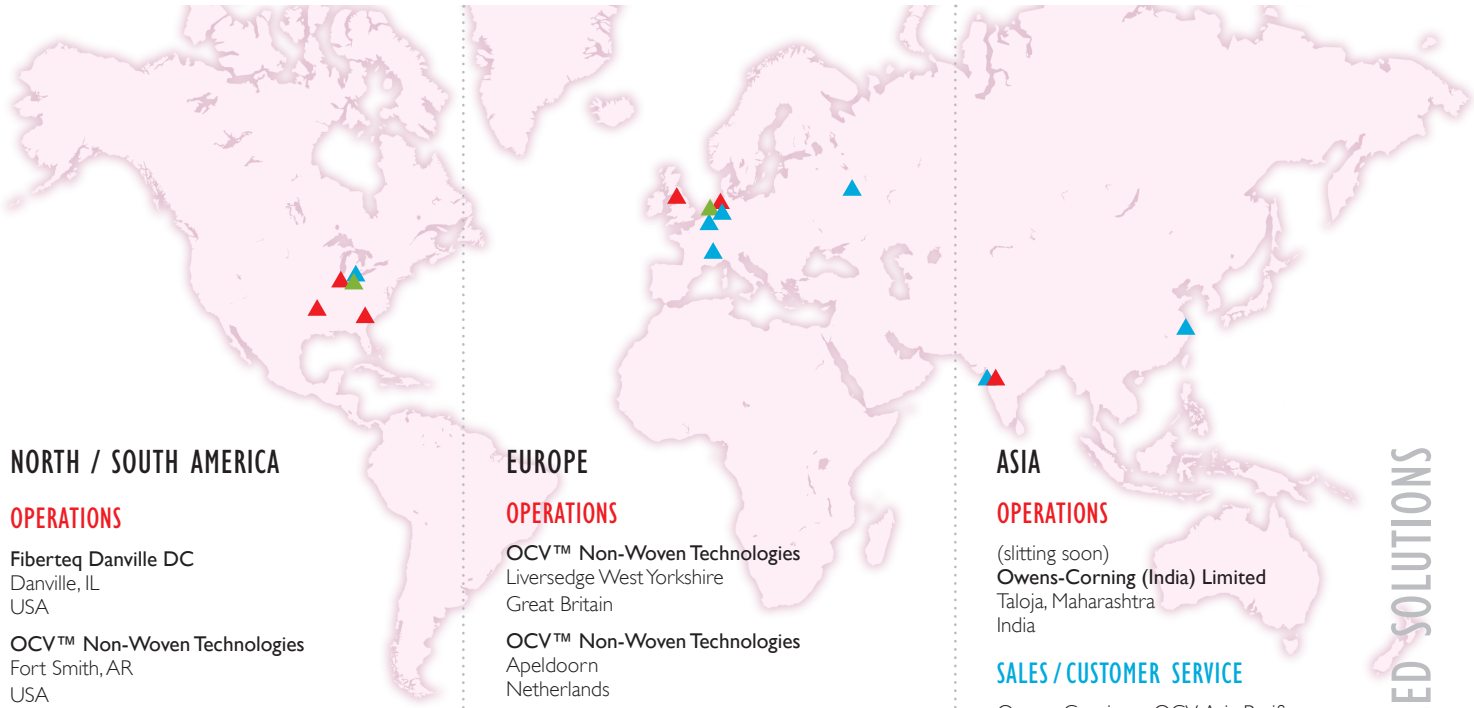 NORTH / SOUTH AMERICA
OPERATIONS
Fiberteq Danville DC
Danville, IL
USA
OCV™ Non-Woven Technologies
Fort Smith, AR
USA
EUROPE
OPERATIONS
OCV™ Non-Woven Technologies
Liversedge West Yorkshire
Great Britain
OCV™ Non-Woven Technologies
Apeldoorn
Netherlands
ASIA
OPERATIONS
(slitting soon)
Owens-Corning (India) Limited
Taloja, Maharashtra
India
SALES / CUSTOMER SERVICE
ED SOLUTIONS